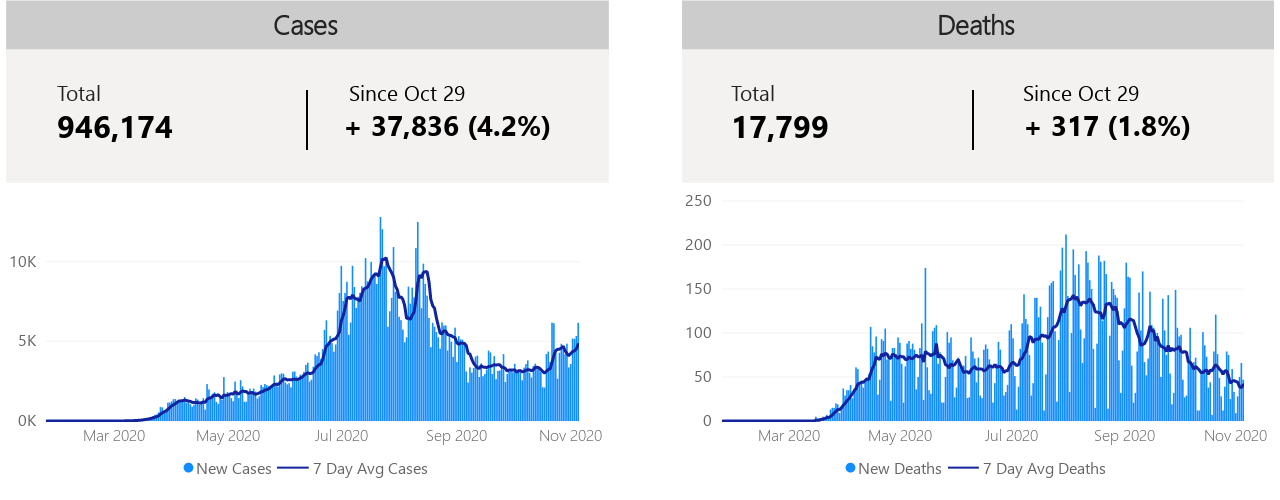 Cases
Total
946,174
Since Oct 29
+ 37,836 (4.2%)
10K
5K
0K
Mar 2020 May 2020 Jul 2020 Sep 2020 Nov 2020
New Cases 7 Day Avg Cases
Deaths
Total
17,799
Since Oct 29
+ 317 (1.8%)
250
200
150
100
50
0
Mar 2020 May 2020 Jul 2020 Sep 2020 Nov 2020
New Deaths 7 Day Avg Deaths